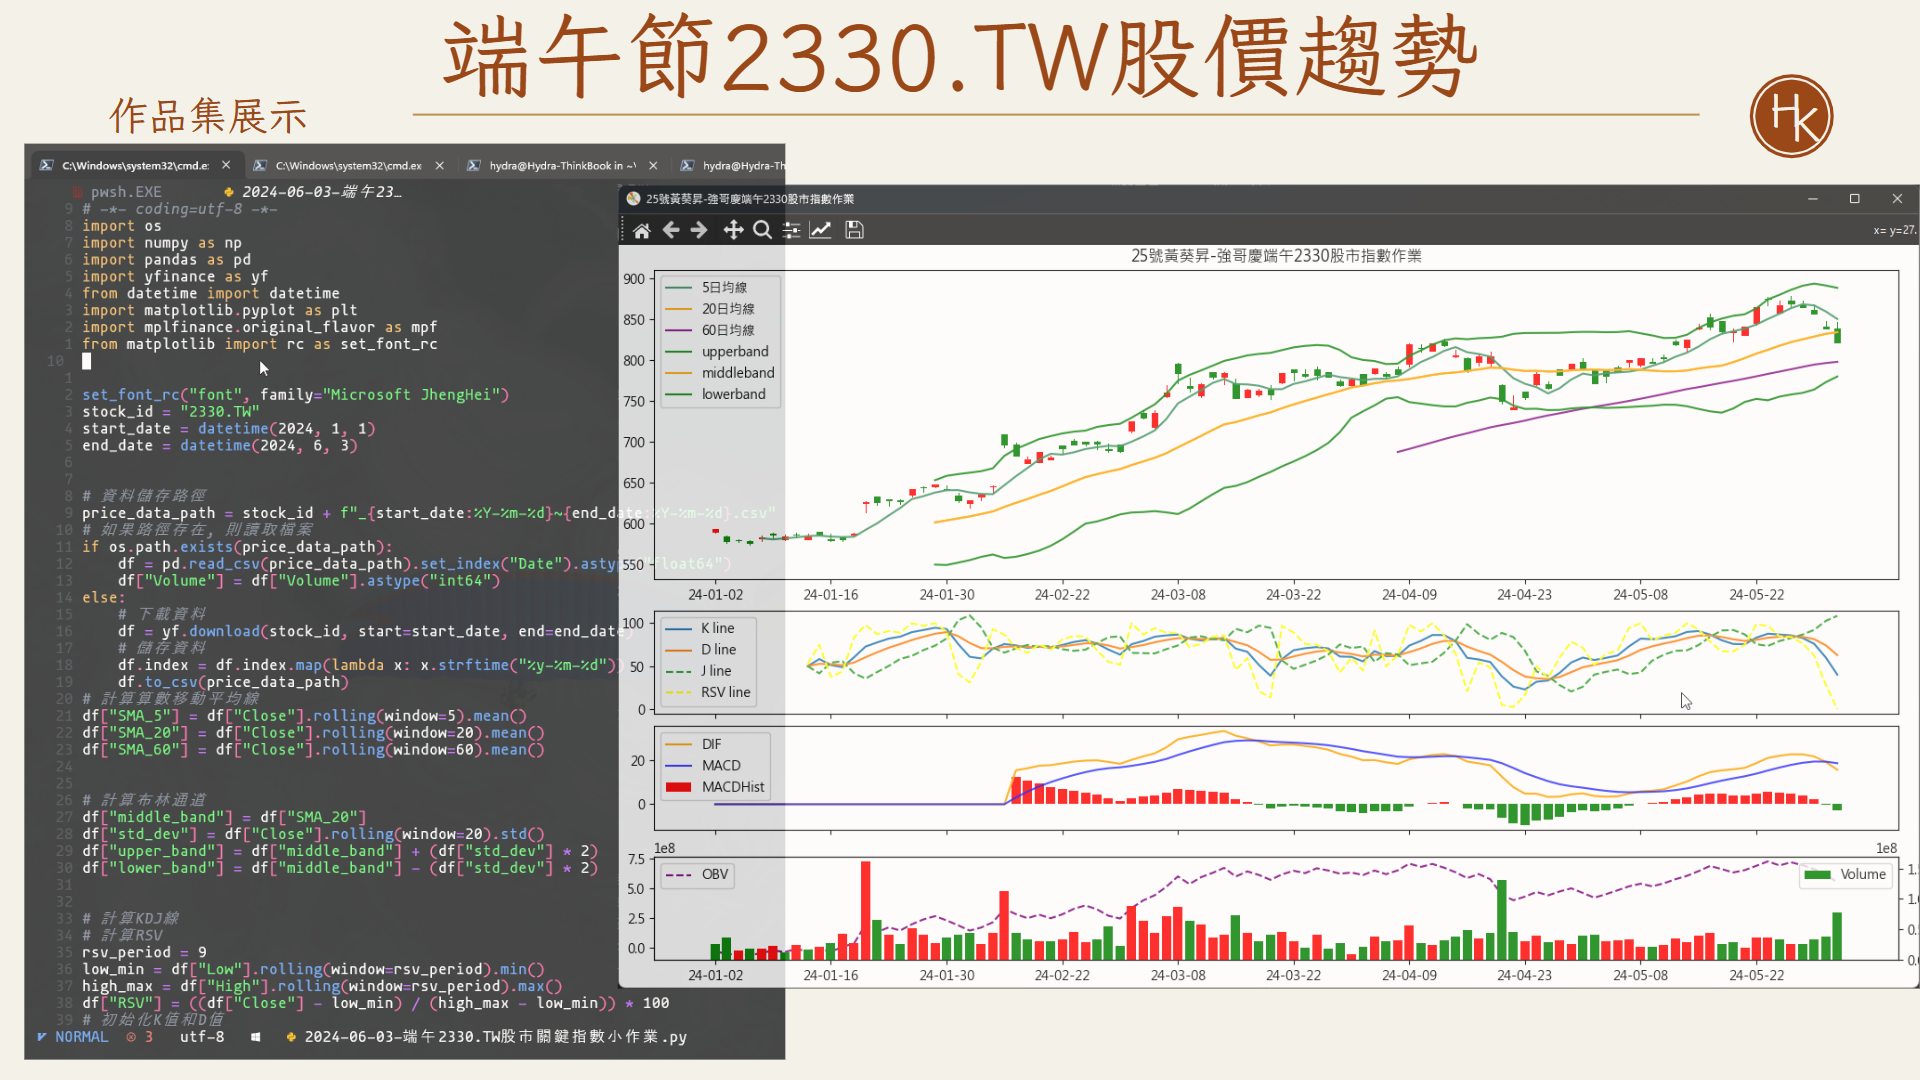 端午節2330.TW股價趨勢
作品集展示
HK
C:\Windows\system32\cmd.e:
C:\Windows\system32\cmd.ex
hydra@Hydra-ThinkBook in ~\
hydra@Hydra-Th
pwsh.EXE
2024-06-03-端午23…
9 # -*- coding=utf-8 -*-
8 import os
7 import numpy as np
6 import pandas as pd
5 import yfinance as yf
4 from datetime import datetime
3 import matplotlib.pyplot as plt
2 import mplfinance.original_flavor as mpf
1 from matplotlib import rc as set_font_rc
10
1
2 set_font_rc("font", family="Microsoft JhengHei")
3 stock_id = "2330.TW"
4 start_date = datetime(2024, 1, 1)
5 end_date = datetime(2024, 6, 3)
6
7
8 # 資料儲存路徑
9 price_data_path = stock_id + f"_{start_date:%Y-%m-%d}~{end_date:%Y-%m-%d}.csv"
10 # 如果路徑存在, 則讀取檔案
11 if os.path.exists(price_data_path):
12 df = pd.read_csv(price_data_path).set_index("Date").astype("float64")
13 df["Volume"] = df["Volume"].astype("int64")
14 else:
15 # 下載資料
16 df = yf.download(stock_id, start=start_date, end=end_date)
17 # 儲存資料
18 df.index = df.index.map(lambda x: x.strftime("%y-%m-%d"))
19 df.to_csv(price_data_path)
20 # 計算算數移動平均線
21 df["SMA_5"] = df["Close"].rolling(window=5).mean()
22 df["SMA_20"] = df["Close"].rolling(window=20).mean()
23 df["SMA_60"] = df["Close"].rolling(window=60).mean()
24
25
26 # 計算布林通道
27 df["middle_band"] = df["SMA_20"]
28 df["std_dev"] = df["Close"].rolling(window=20).std()
29 df["upper_band"] = df["middle_band"] + (df["std_dev"] * 2)
30 df["lower_band"] = df["middle_band"] - (df["std_dev"] * 2)
31
32
33 # 計算KDJ線
34 # 計算RSV
35 rsv_period = 9
36 low_min = df["Low"].rolling(window=rsv_period).min()
37 high_max = df["High"].rolling(window=rsv_period).max()
38 df["RSV"] = ((df["Close"] - low_min) / (high_max - low_min)) * 100
39 # 初始化K值和D值
NORMAL 3 utf-8 2024-06-03-端午2330.TW股市關鍵指數小作業.py
25號黃葵昇-強哥慶端午2330股市指數作業
x= y=27.
25號黃葵昇-強哥慶端午2330股市指數作業
900
850
800
750
700
650
600
550
5日均線
20日均線
60日均線
upperband
middleband
lowerband
24-01-02 24-01-16 24-01-30 24-02-22 24-03-08 24-03-22 24-04-09 24-04-23 24-05-08 24-05-22
100
50
0
K line
D line
J line
RSV line
20
0
DIF
MACD
MACDHist
1e8
1e8
7.5
5.0
2.5
0.0
OBV
Volume
24-01-02 24-01-16 24-01-30 24-02-22 24-03-08 24-03-22 24-04-09 24-04-23 24-05-08 24-05-22